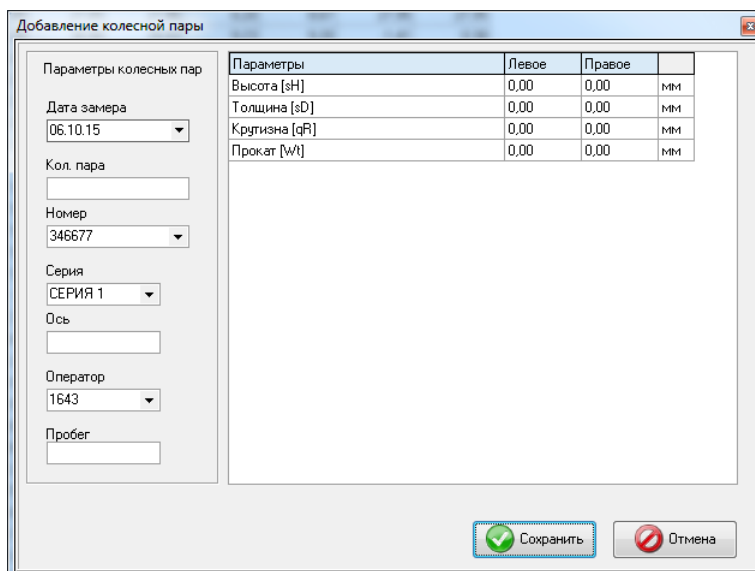 Добавление колесной пары
Параметры колесных пар
Дата замера
06.10.15
Кол. пара
Номер
346677
Серия
СЕРИЯ 1
Ось
Оператор
1643
Пробег
Параметры Левое Правое
Высота [sH] 0,00 0,00 мм
Толщина [sD] 0,00 0,00 мм
Крутизна [qR] 0,00 0,00 мм
Прокат [Wt] 0,00 0,00 мм
Сохранить Отмена